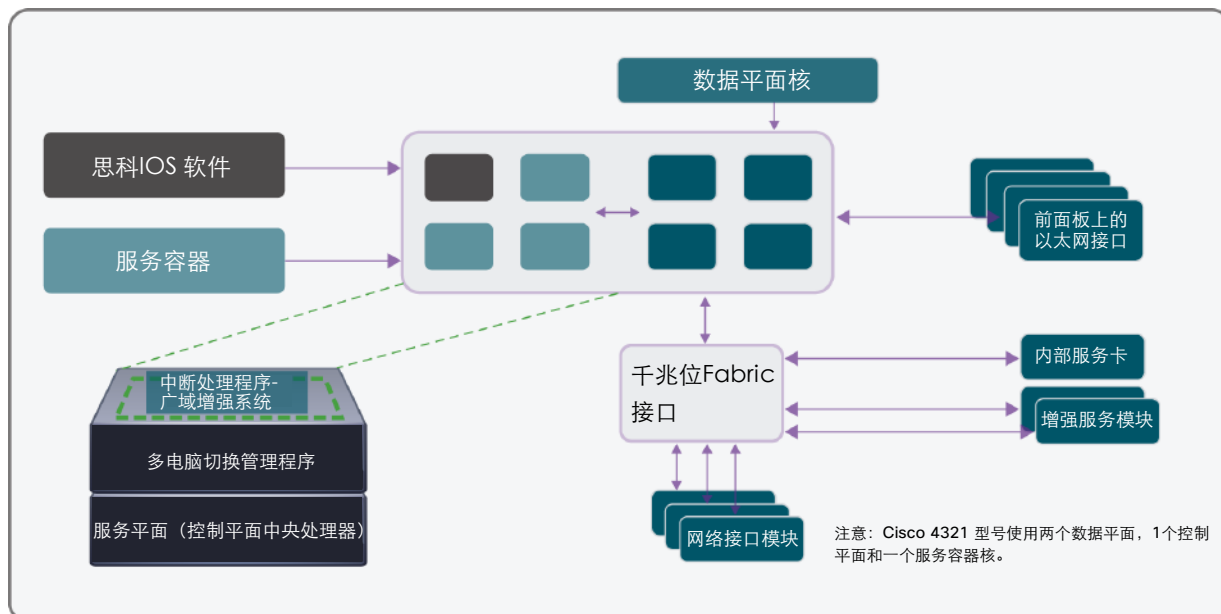 数据平面核
思科IOS 软件
服务容器
前面板上的
以太网接口
内部服务卡
千兆位Fabric
接口
增强服务模块
中断处理程序-
广域增强系统
多电脑切换管理程序
服务平面（控制平面中央处理器）
网络接口模块
注意：Cisco 4321 型号使用两个数据平面，1个控制
平面和一个服务容器核。